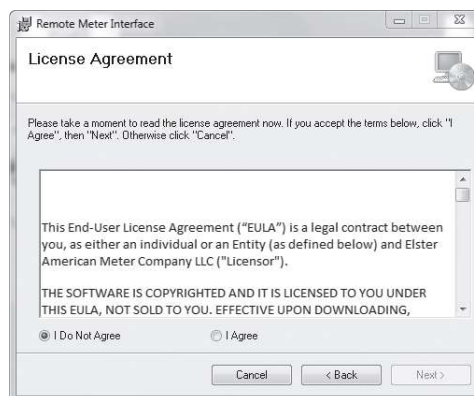 Remote Meter Interface
License Agreement
Please take a moment to read the license agreement now. If you accept the terms below, click "I
Agree", then "Next". Otherwise click "Cancel".
This End-User License Agreement (“EULA”) is a legal contract between
you, as either an individual or an Entity (as defined below) and Elster
American Meter Company LLC ("Licensor").
THE SOFTWARE IS COPYRIGHTED AND IT IS LICENSED TO YOU UNDER
THIS EULA, NOT SOLD TO YOU. EFFECTIVE UPON DOWNLOADING,
I Do Not Agree
I Agree
Cancel
< Back
Next >